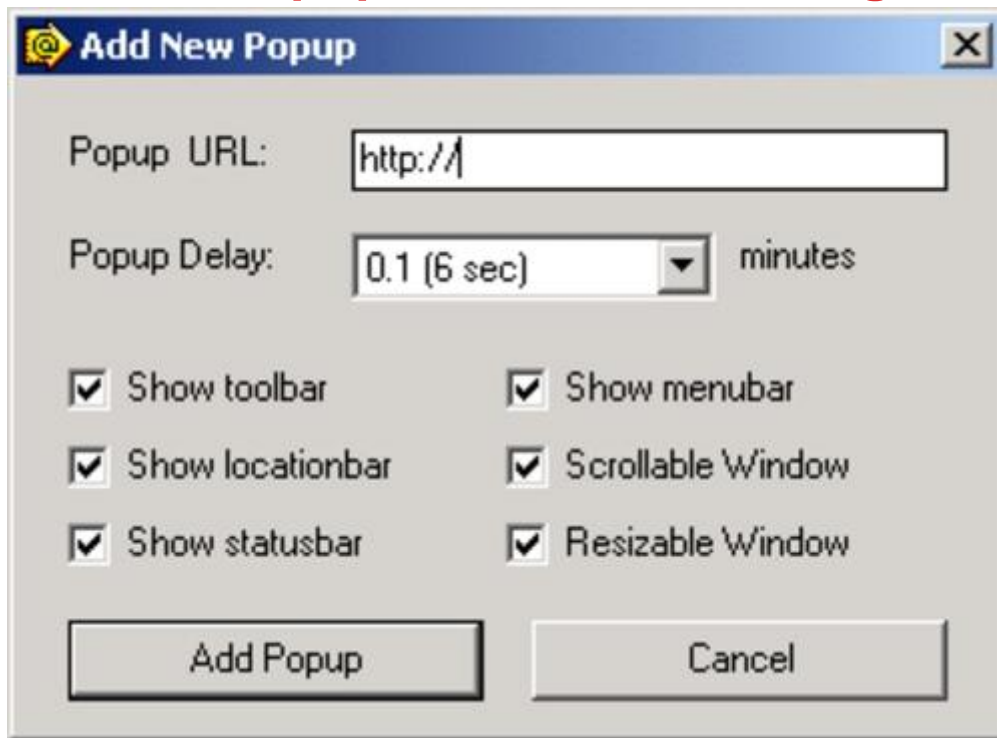 Add New Popup
Popup URL: http://
Popup Delay: 0.1 (6 sec) minutes
Show toolbar Show menubar
Show locationbar Scrollable Window
Show statusbar Resizable Window
Add Popup Cancel